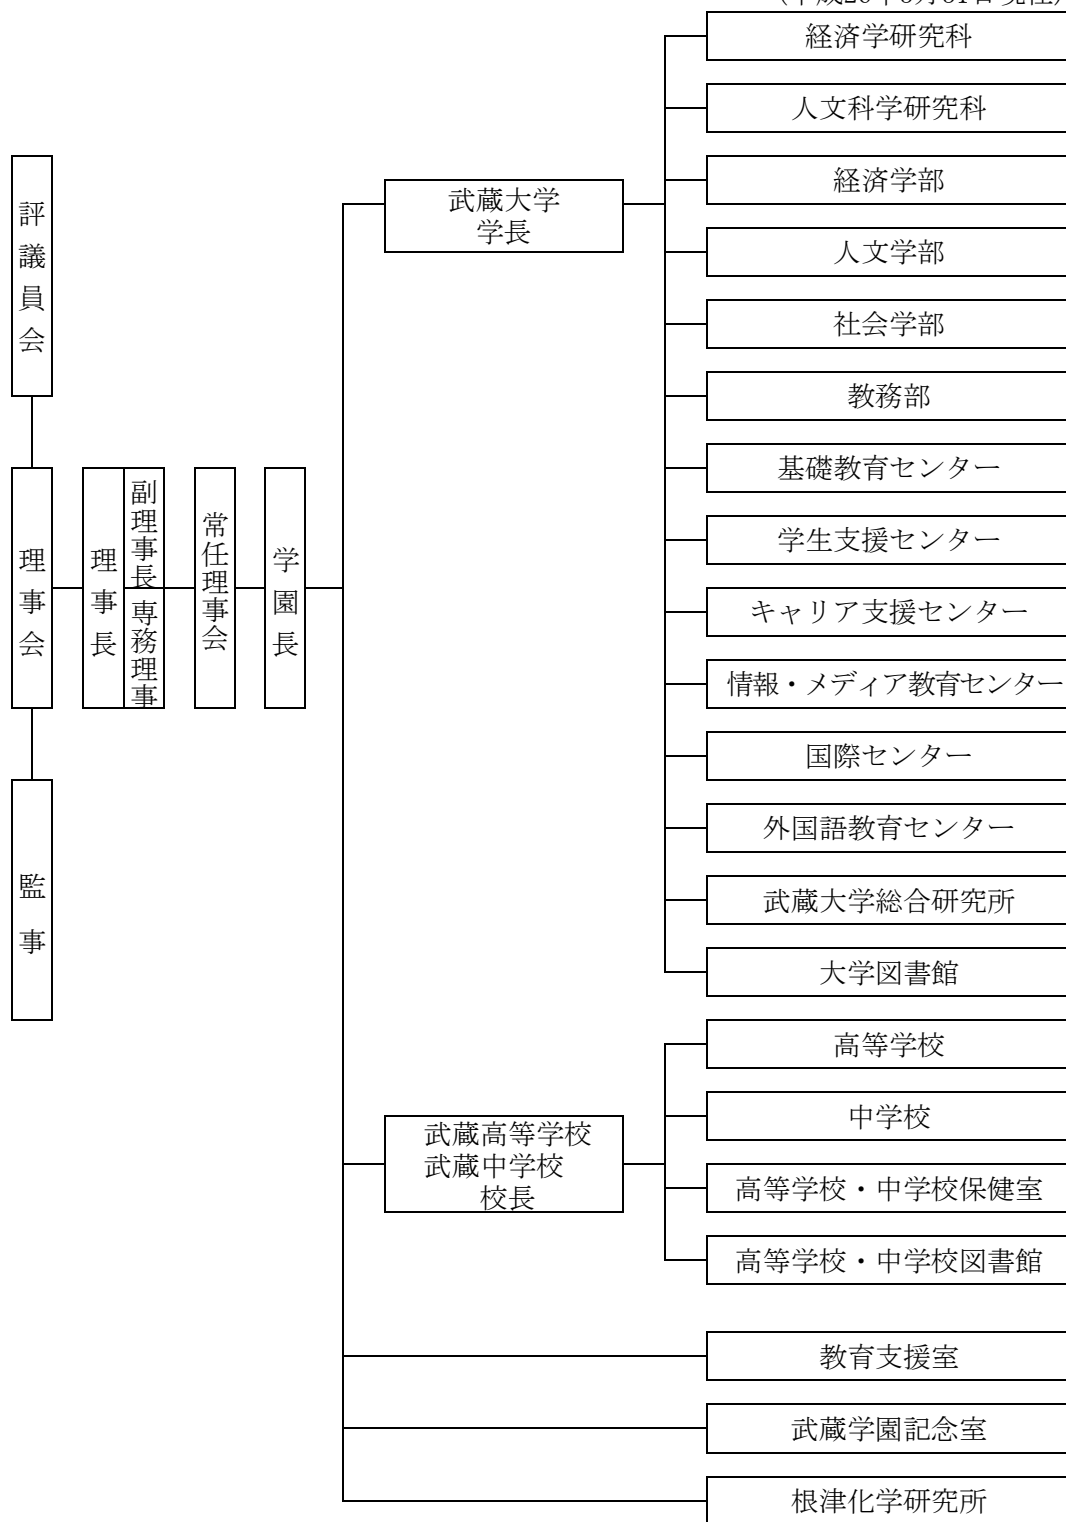 経済学研究科
人文科学研究科
経済学部
人文学部
社会学部
教務部
基礎教育センター
学生支援センター
キャリア支援センター
情報・メディア教育センター
国際センター
外国語教育センター
武蔵大学総合研究所
大学図書館
高等学校
中学校
高等学校・中学校保健室
高等学校・中学校図書館
教育支援室
武蔵学園記念室
根津化学研究所
武蔵大学
学長
武蔵高等学校
武蔵中学校
校長
評議員会
理事会
監事
理事長
副理事長
専務理事
常任理事会
学園長